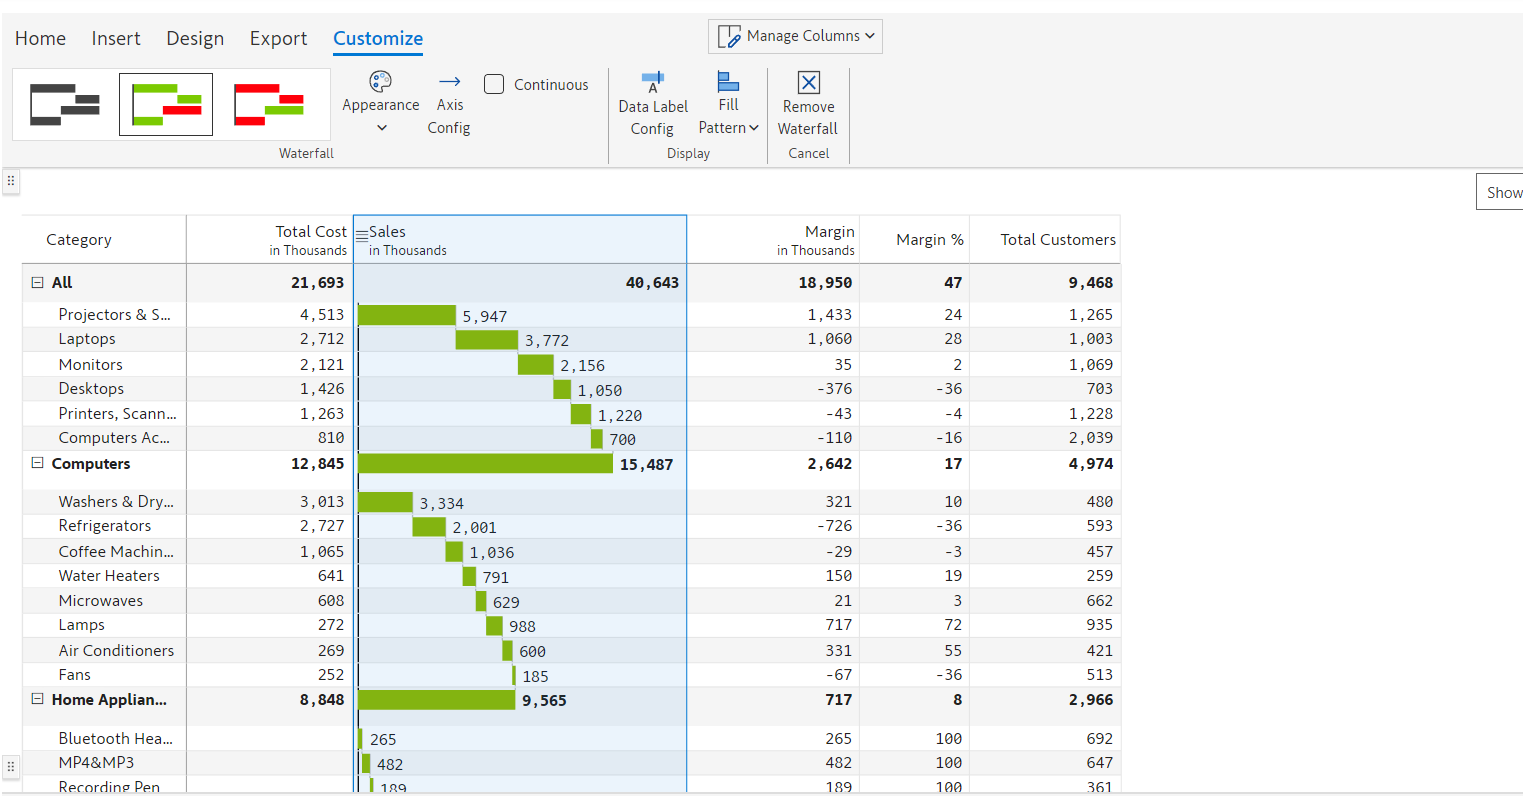 Home Insert Design Export Customize
Manage Columns
Appearance
Axis Config
Continuous
Waterfall
Data Label Config
Fill Pattern
Display
Remove Waterfall
Cancel
Show
Category Total Cost in Thousands Sales in Thousands Margin in Thousands Margin % Total Customers
All 21,693 40,643 18,950 47 9,468
Projectors & S... 4,513 5,947 1,433 24 1,265
Laptops 2,712 3,772 1,060 28 1,003
Monitors 2,121 2,156 35 2 1,069
Desktops 1,426 1,050 -376 -36 703
Printers, Scann... 1,263 1,220 -43 -4 1,228
Computers Ac... 810 700 -110 -16 2,039
Computers 12,845 15,487 2,642 17 4,974
Washers & Dry... 3,013 3,334 321 10 480
Refrigerators 2,727 2,001 -726 -36 593
Coffee Machin... 1,065 1,036 -29 -3 457
Water Heaters 641 791 150 19 259
Microwaves 608 629 21 3 662
Lamps 272 988 717 72 935
Air Conditioners 269 600 331 55 421
Fans 252 185 -67 -36 513
Home Applian... 8,848 9,565 717 8 2,966
Bluetooth Hea... 265 265 100 692
MP4&MP3 482 482 100 647
Recording Pen 189 189 100 361